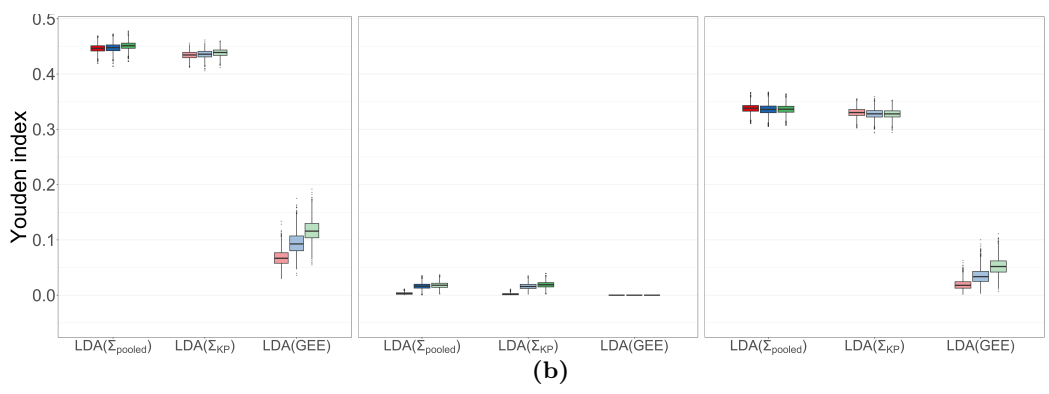 Youden index
0.5
0.4
0.3
0.2
0.1
0.0
LDA(Σpooled) LDA(ΣKP) LDA(GEE) LDA(Σpooled) LDA(ΣKP) LDA(GEE) LDA(Σpooled) LDA(ΣKP) LDA(GEE)
(b)